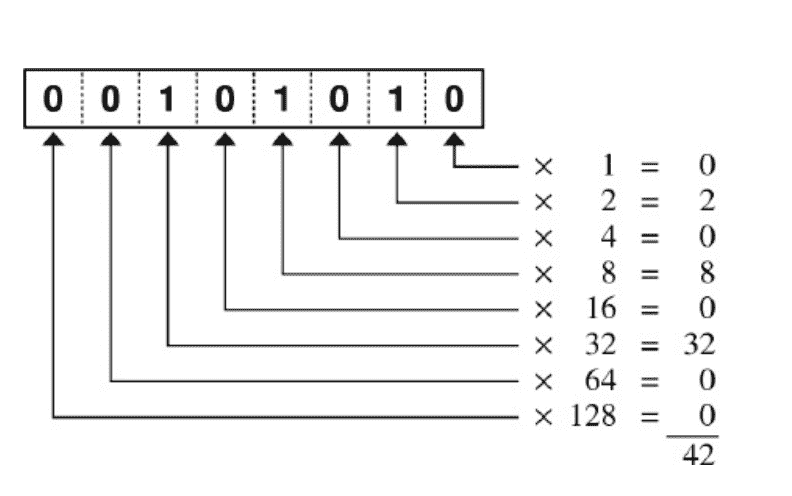 0 0 1 0 1 0 1 0
× 1 = 0
× 2 = 2
× 4 = 0
× 8 = 8
× 16 = 0
× 32 = 32
× 64 = 0
× 128 = 0
42